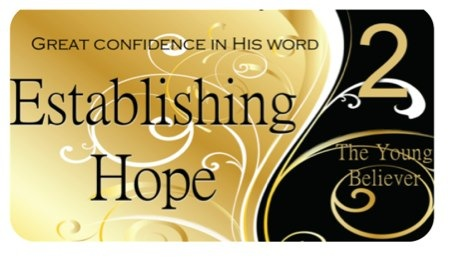 GREAT CONFIDENCE IN HIS WORD
Establishing
Hope
2
The Young
Believer